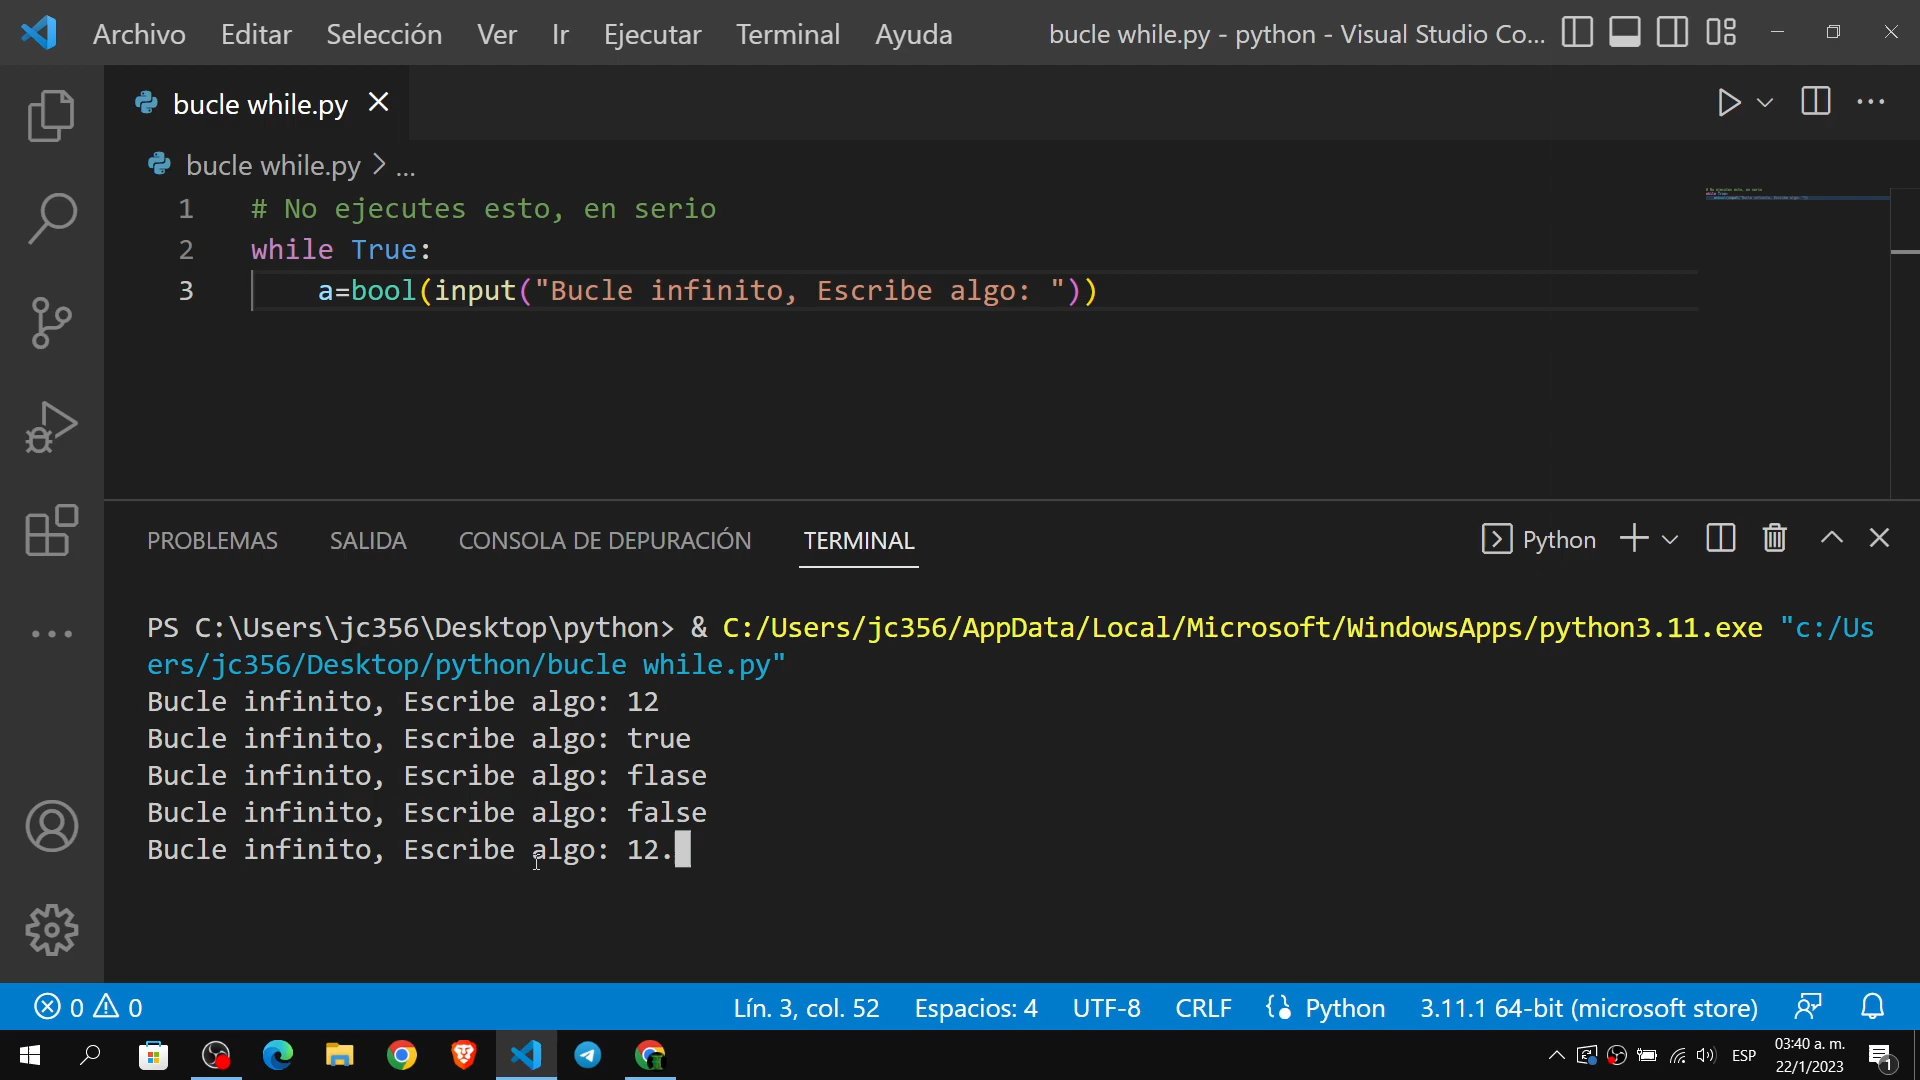 Archivo Editar Selección Ver Ir Ejecutar Terminal Ayuda bucle while.py - python - Visual Studio Co...
bucle while.py
bucle while.py > ...
1 # No ejecutes esto, en serio
2 while True:
3 a=bool(input("Bucle infinito, Escribe algo: "))
PROBLEMAS SALIDA CONSOLA DE DEPURACIÓN TERMINAL Python
PS C:\Users\jc356\Desktop\python> & C:/Users/jc356/AppData/Local/Microsoft/WindowsApps/python3.11.exe "c:/Us
ers/jc356/Desktop/python/bucle while.py"
Bucle infinito, Escribe algo: 12
Bucle infinito, Escribe algo: true
Bucle infinito, Escribe algo: flase
Bucle infinito, Escribe algo: false
Bucle infinito, Escribe algo: 12.
0 0 Lín. 3, col. 52 Espacios: 4 UTF-8 CRLF Python 3.11.1 64-bit (microsoft store)
ESP 03:40 a. m.
22/1/2023 1